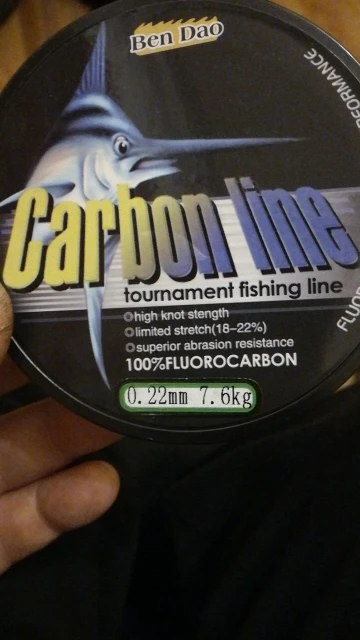 Ben Dao
Carbon line
tournament fishing line
high knot stength
limited stretch(18-22%)
superior abrasion resistance
100%FLUOROCARBON
0.22mm 7.6kg